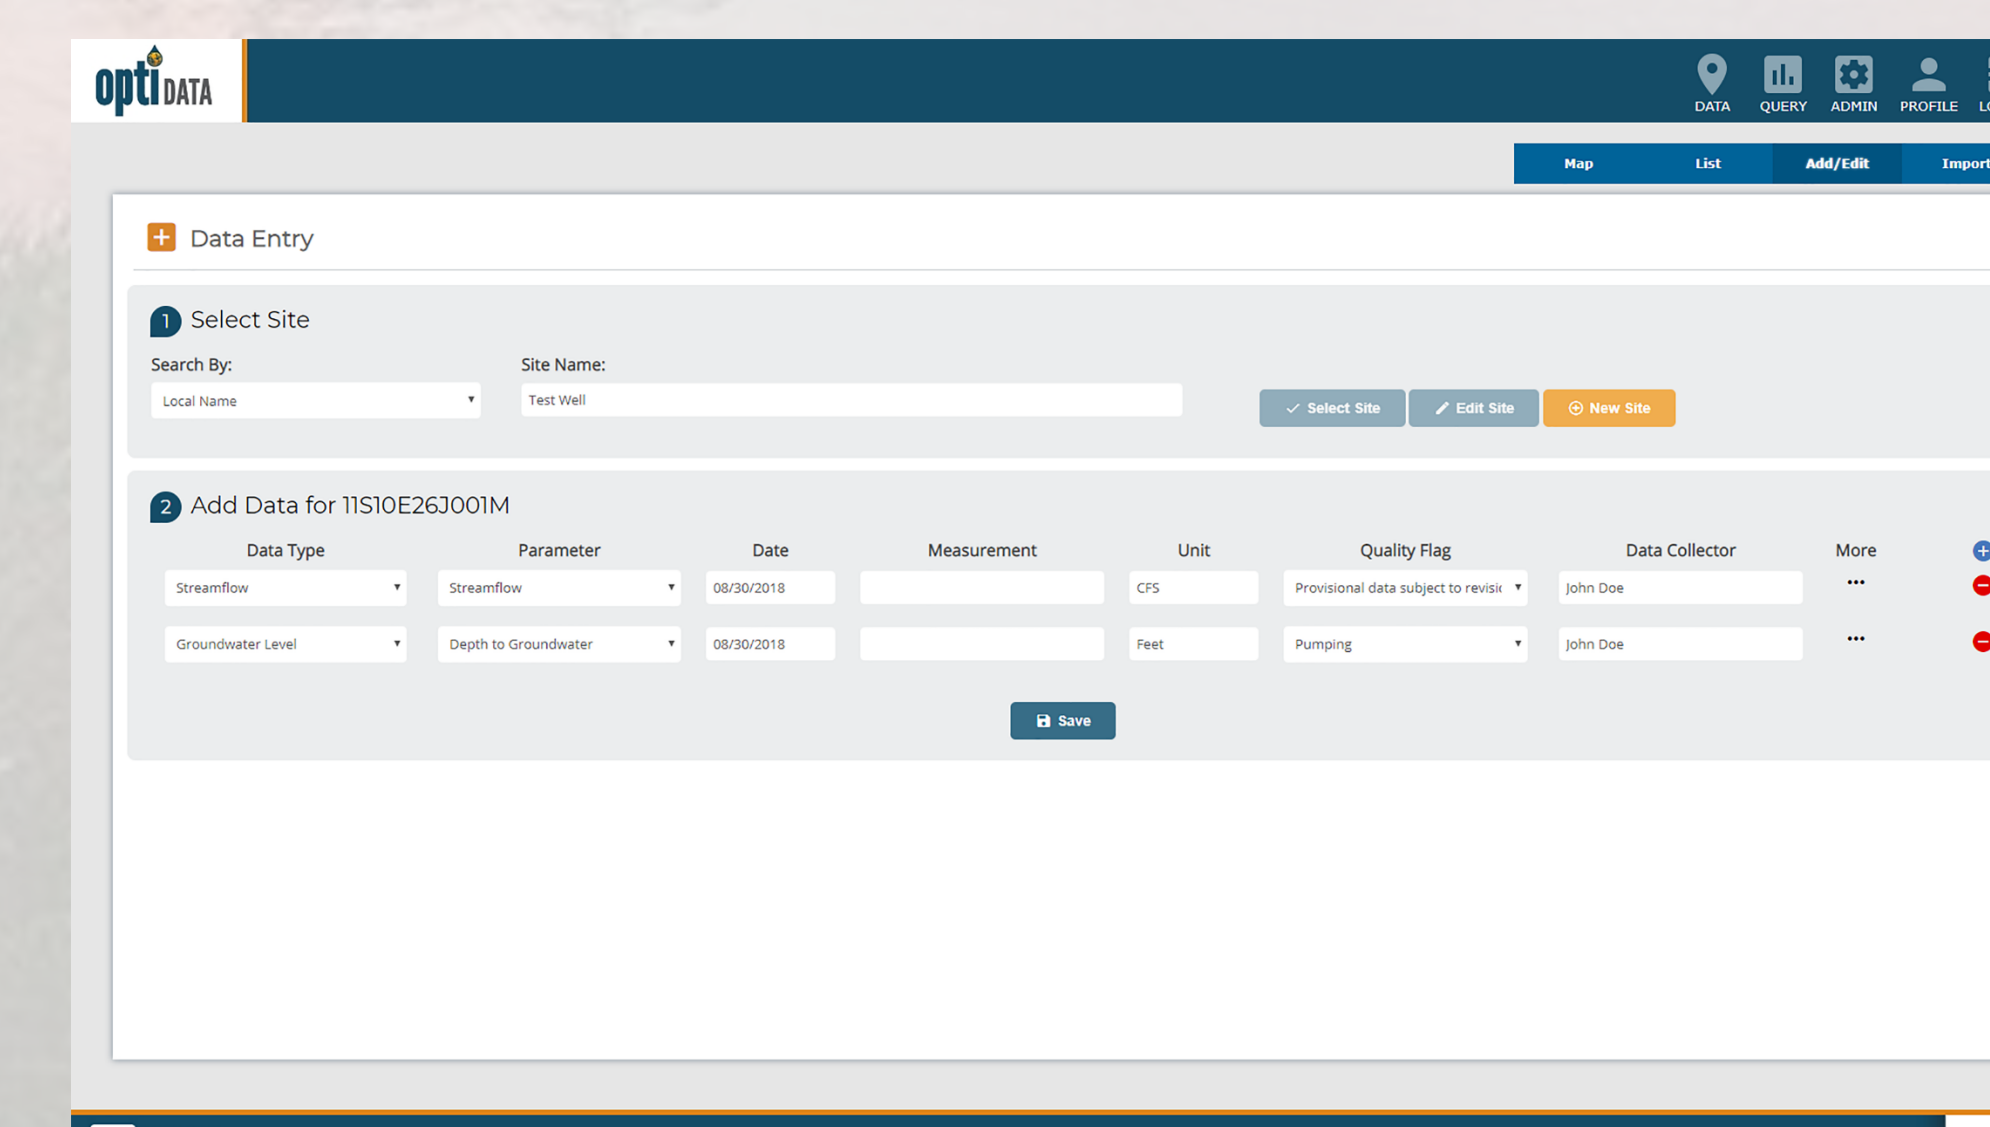 opti DATA
DATA QUERY ADMIN PROFILE
Map List Add/Edit Import
Data Entry
1 Select Site
Search By: Site Name:
Local Name Test Well Select Site Edit Site New Site
2 Add Data for 11S10E26J001M
Data Type Parameter Date Measurement Unit Quality Flag Data Collector More
Streamflow Streamflow 08/30/2018 CFS Provisional data subject to revisi John Doe ...
Groundwater Level Depth to Groundwater 08/30/2018 Feet Pumping John Doe ...
Save